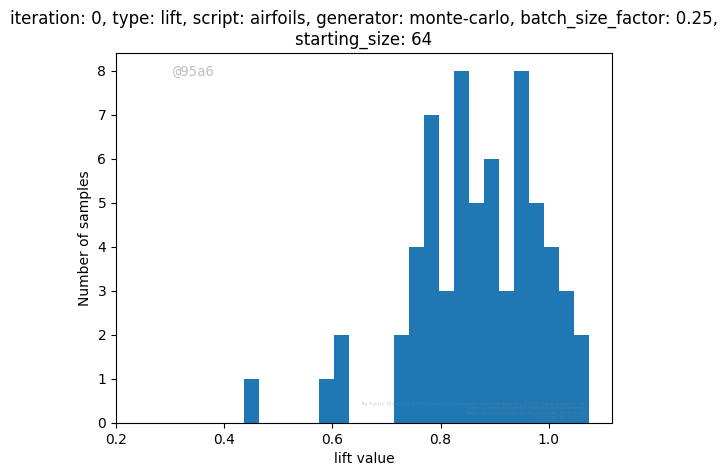 iteration: 0, type: lift, script: airfoils, generator: monte-carlo, batch_size_factor: 0.25,
starting_size: 64
@95a6
8
7
6
5
4
3
2
1
0
Number of samples
0.2 0.4 0.6 0.8 1.0
lift value